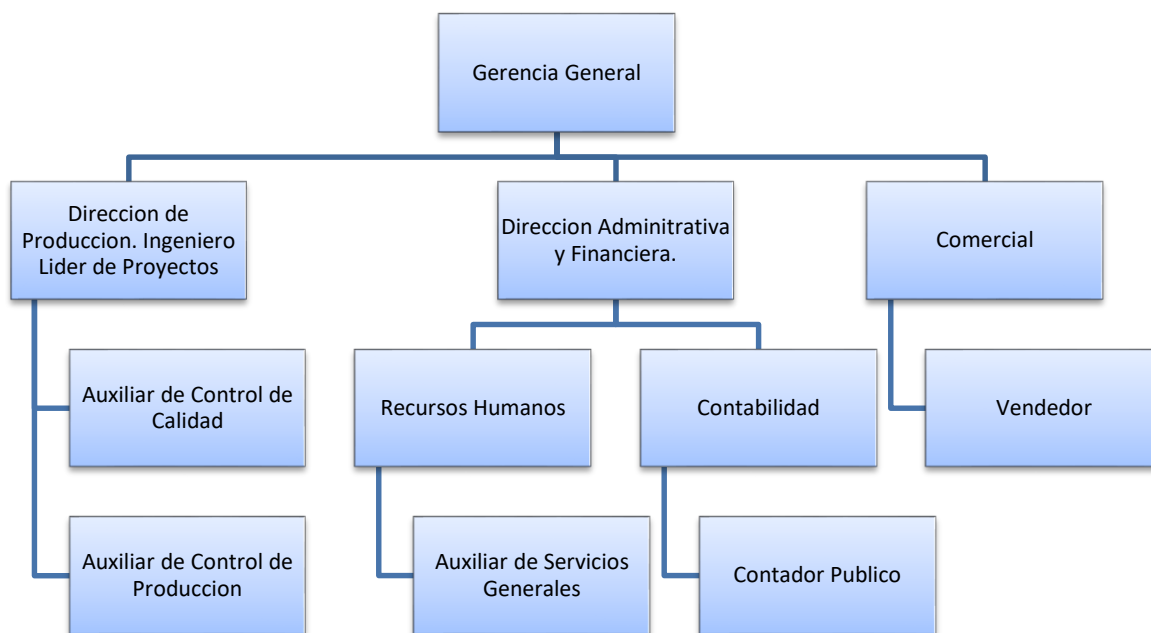 Gerencia General
Direccion de
Produccion. Ingeniero
Lider de Proyectos
Direccion Adminitrativa
y Financiera.
Comercial
Auxiliar de Control de
Calidad
Recursos Humanos
Contabilidad
Vendedor
Auxiliar de Control de
Produccion
Auxiliar de Servicios
Generales
Contador Publico